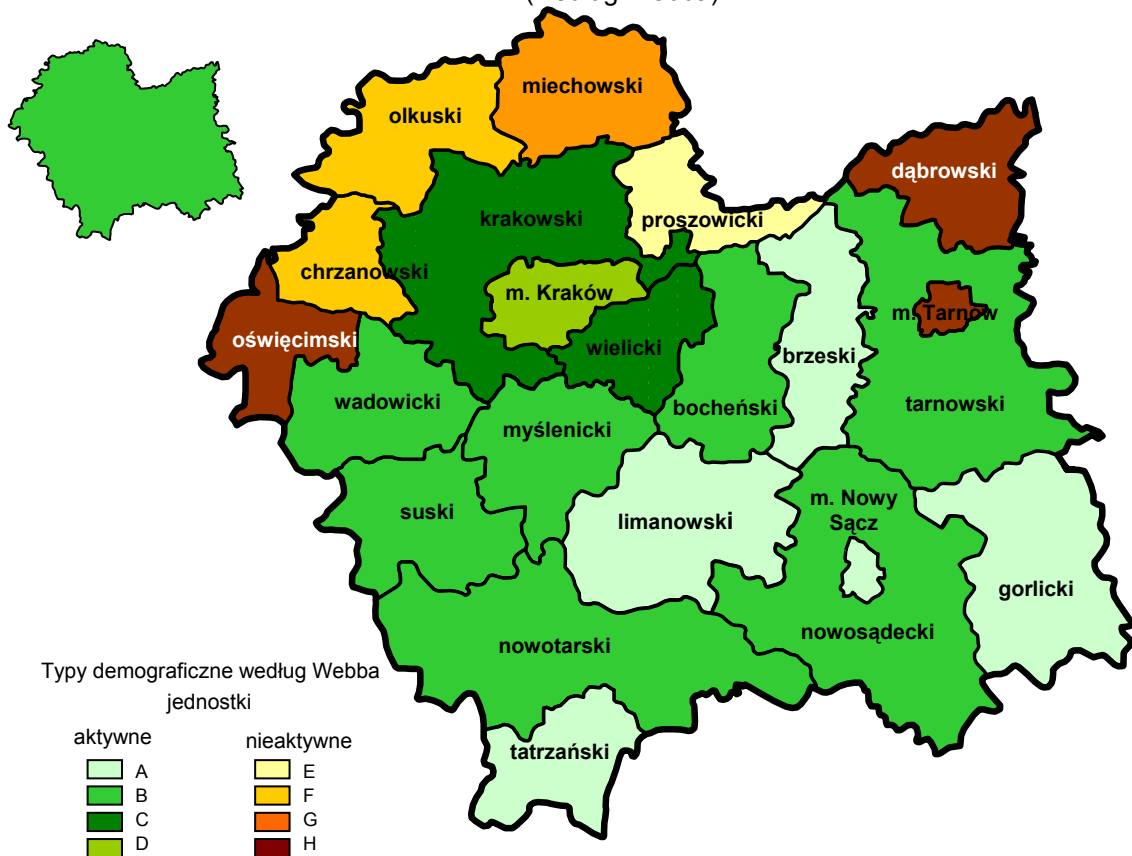 miechowski
olkuski
dąbrowski
krakowski
proszowicki
chrzanowski
m. Kraków
m. Tarnów
oświęcimski
wielicki
brzeski
wadowicki
bocheński
tarnowski
myślenicki
m. Nowy
Sącz
suski
limanowski
gorlicki
nowotarski
nowosądecki
tatrzański
Typy demograficzne według Webba
jednostki
aktywne
nieaktywne
A
E
B
F
C
G
D
H